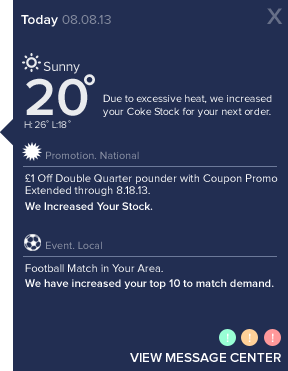 Today 08.08.13 X
Sunny
20°
H: 26° L:18°
Due to excessive heat, we increased
your Coke Stock for your next order.
Promotion. National
£1 Off Double Quarter pounder with Coupon Promo
Extended through 8.18.13.
We Increased Your Stock.
Event. Local
Football Match in Your Area.
We have increased your top 10 to match demand.
! ! !
VIEW MESSAGE CENTER